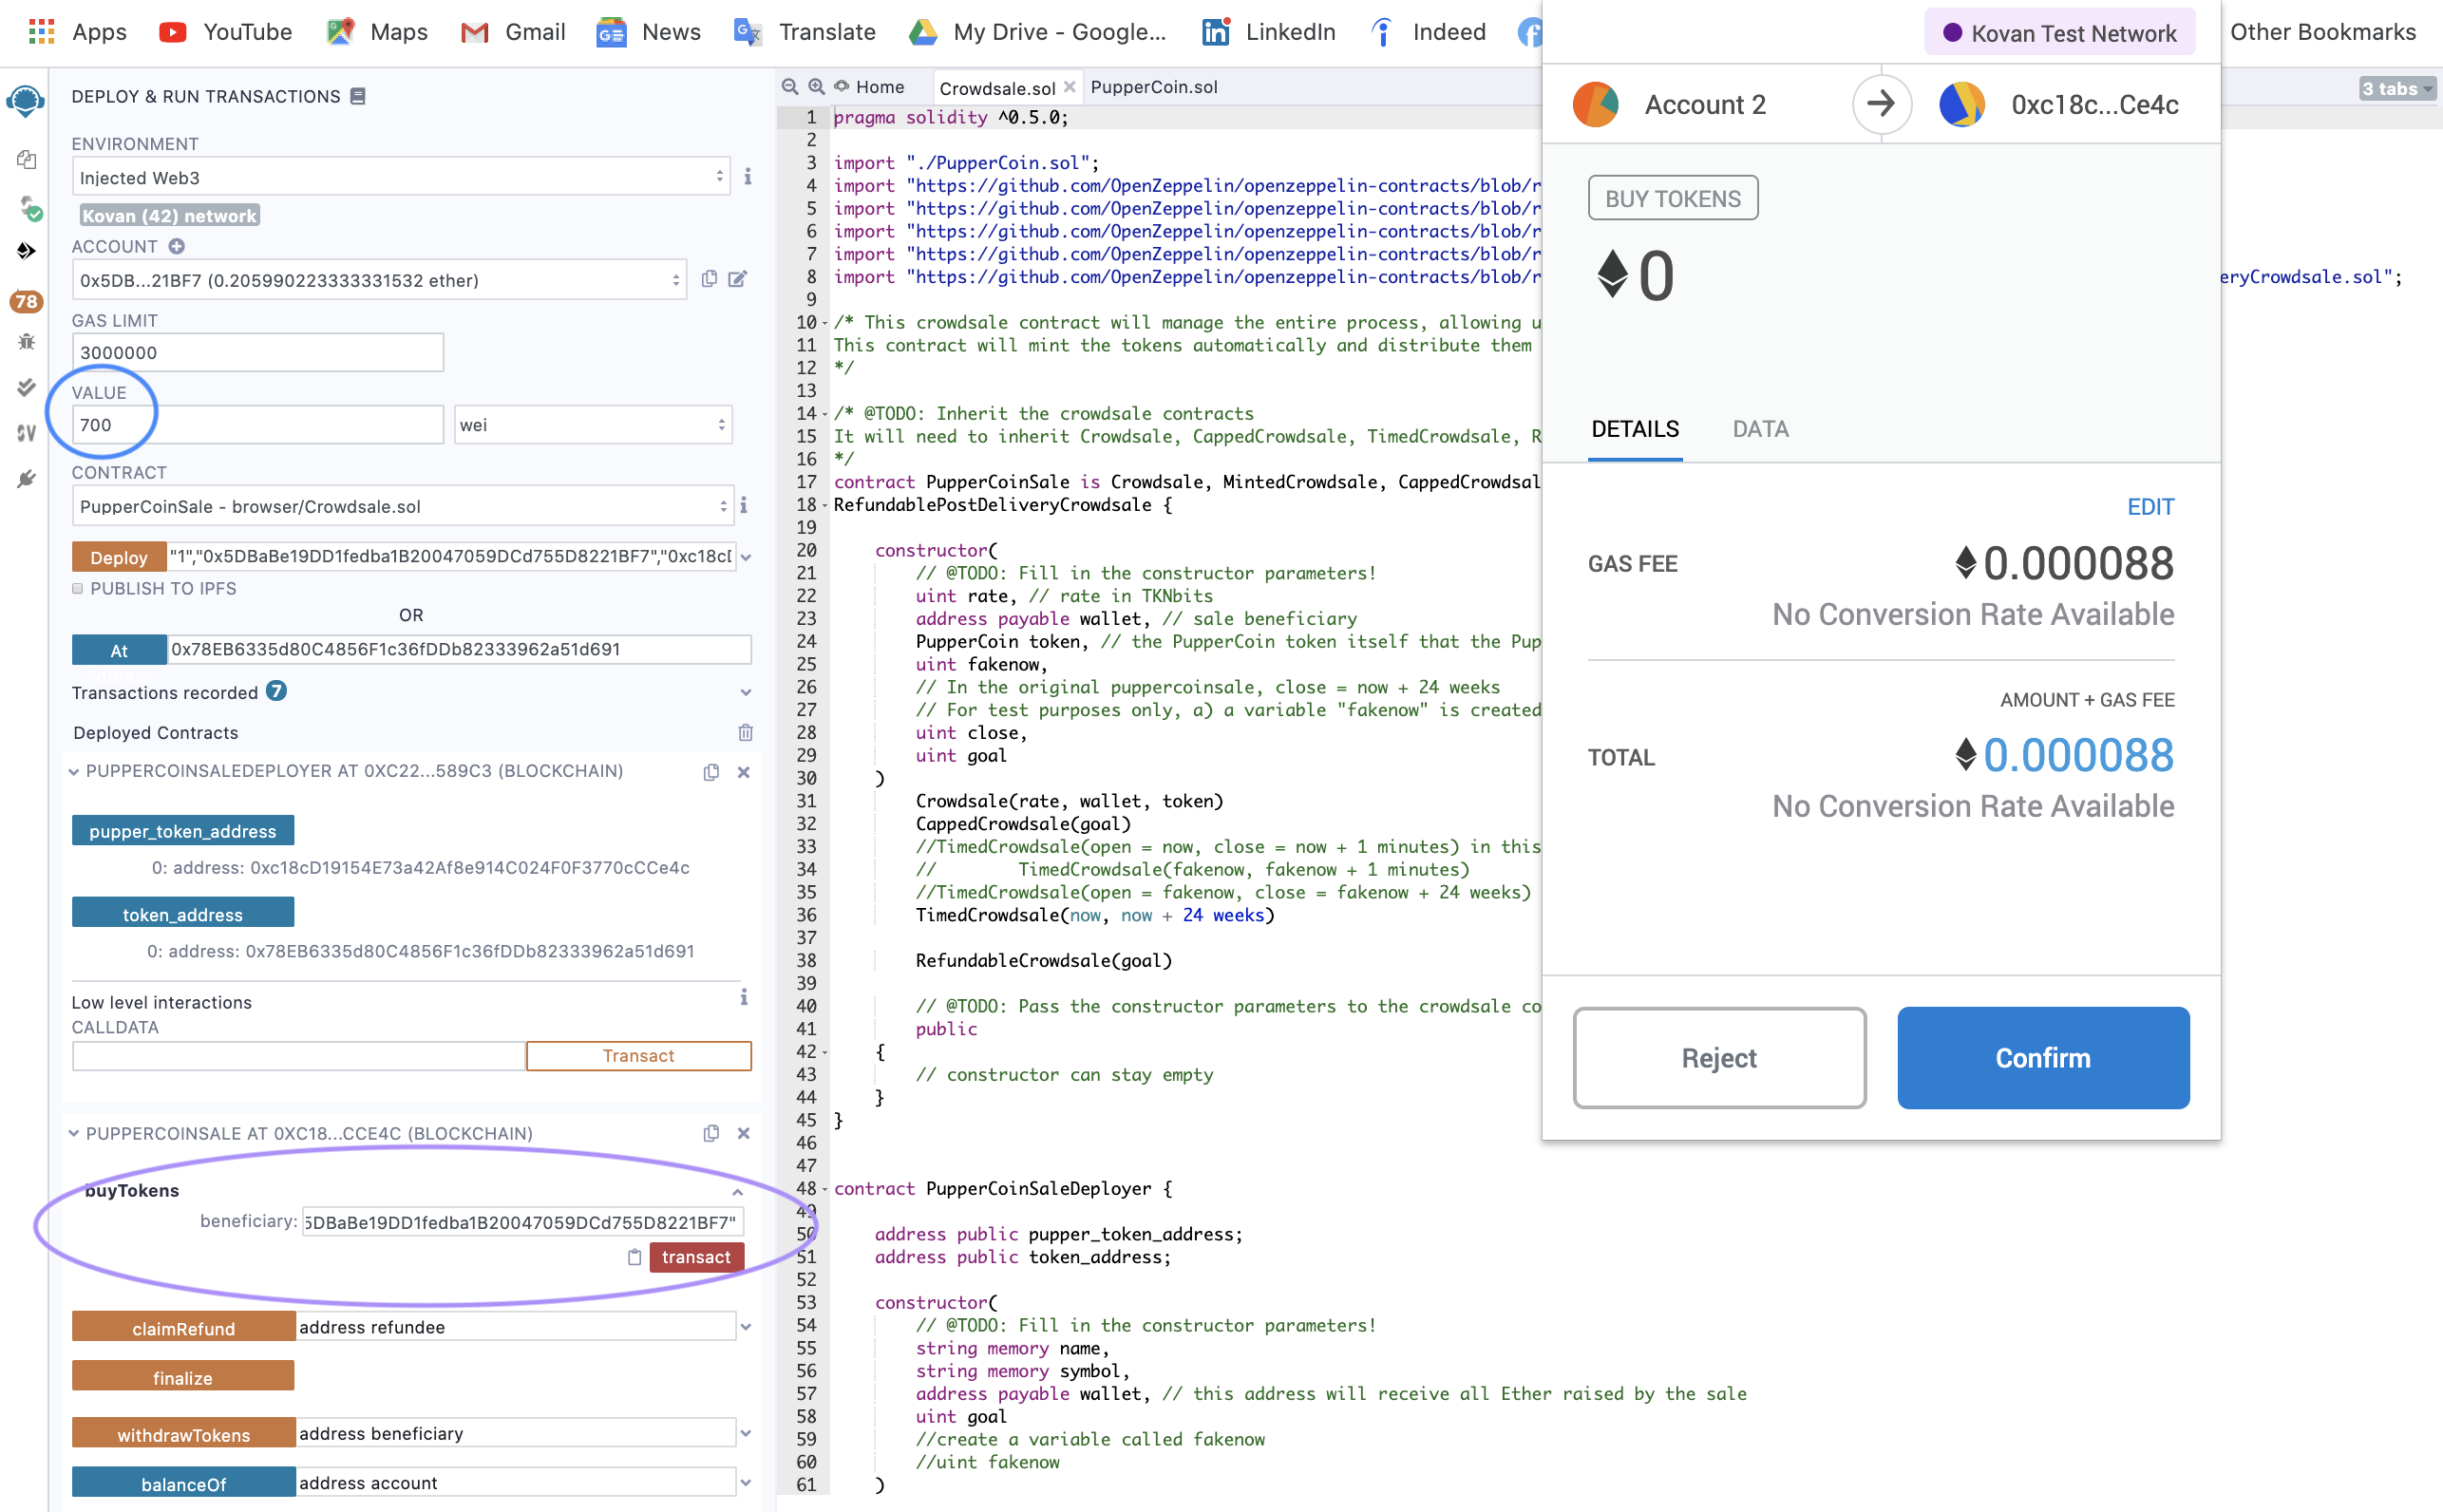 Apps YouTube Maps Gmail News Translate My Drive - Google... LinkedIn Indeed Other Bookmarks
DEPLOY & RUN TRANSACTIONS
ENVIRONMENT
Injected Web3
Kovan (42) network
ACCOUNT
0x5DB...21BF7 (0.205990223333331532 ether)
GAS LIMIT
3000000
VALUE
700 wei
CONTRACT
PupperCoinSale - browser/Crowdsale.sol
Deploy "1","0x5DBaBe19DD1fedba1B20047059DCd755D8221BF7","0xc18cD
PUBLISH TO IPFS
OR
At 0x78EB6335d80C4856F1c36fDDb82333962a51d691
Transactions recorded 7
Deployed Contracts
PUPPERCOINSALEDEPLOYER AT 0XC22...589C3 (BLOCKCHAIN)
pupper_token_address
0: address: 0xc18cD19154E73a42Af8e914C024F0F3770cCCe4c
token_address
0: address: 0x78EB6335d80C4856F1c36fDDb82333962a51d691
Low level interactions
CALLDATA
Transact
PUPPERCOINSALE AT 0XC18...CCE4C (BLOCKCHAIN)
buyTokens
beneficiary: 5DBaBe19DD1fedba1B20047059DCd755D8221BF7"
transact
claimRefund address refundee
finalize
withdrawTokens address beneficiary
balanceOf address account
78
Home Crowdsale.sol PupperCoin.sol
3 tabs
1 pragma solidity ^0.5.0;
2
3 import "./PupperCoin.sol";
4 import "https://github.com/OpenZeppelin/openzeppelin-contracts/blob/r
5 import "https://github.com/OpenZeppelin/openzeppelin-contracts/blob/r
6 import "https://github.com/OpenZeppelin/openzeppelin-contracts/blob/r
7 import "https://github.com/OpenZeppelin/openzeppelin-contracts/blob/r
8 import "https://github.com/OpenZeppelin/openzeppelin-contracts/blob/r eryCrowdsale.sol";
9
10 /* This crowdsale contract will manage the entire process, allowing u
11 This contract will mint the tokens automatically and distribute them
12 */
13
14 /* @TODO: Inherit the crowdsale contracts
15 It will need to inherit Crowdsale, CappedCrowdsale, TimedCrowdsale, R
16 */
17 contract PupperCoinSale is Crowdsale, MintedCrowdsale, CappedCrowdsal
18 RefundablePostDeliveryCrowdsale {
19
20 constructor(
21 // @TODO: Fill in the constructor parameters!
22 uint rate, // rate in TKNbits
23 address payable wallet, // sale beneficiary
24 PupperCoin token, // the PupperCoin token itself that the Pup
25 uint fakenow,
26 // In the original puppercoinsale, close = now + 24 weeks
27 // For test purposes only, a) a variable "fakenow" is created
28 uint close,
29 uint goal
30 )
31 Crowdsale(rate, wallet, token)
32 CappedCrowdsale(goal)
33 //TimedCrowdsale(open = now, close = now + 1 minutes) in this
34 // TimedCrowdsale(fakenow, fakenow + 1 minutes)
35 //TimedCrowdsale(open = fakenow, close = fakenow + 24 weeks)
36 TimedCrowdsale(now, now + 24 weeks)
37
38 RefundableCrowdsale(goal)
39
40 // @TODO: Pass the constructor parameters to the crowdsale co
41 public
42 {
43 // constructor can stay empty
44 }
45 }
46
47
48 contract PupperCoinSaleDeployer {
49
50 address public pupper_token_address;
51 address public token_address;
52
53 constructor(
54 // @TODO: Fill in the constructor parameters!
55 string memory name,
56 string memory symbol,
57 address payable wallet, // this address will receive all Ether raised by the sale
58 uint goal
59 //create a variable called fakenow
60 //uint fakenow
61 )
Kovan Test Network
Account 2 0xc18c...Ce4c
BUY TOKENS
0
DETAILS DATA
EDIT
GAS FEE 0.000088
No Conversion Rate Available
AMOUNT + GAS FEE
TOTAL 0.000088
No Conversion Rate Available
Reject Confirm